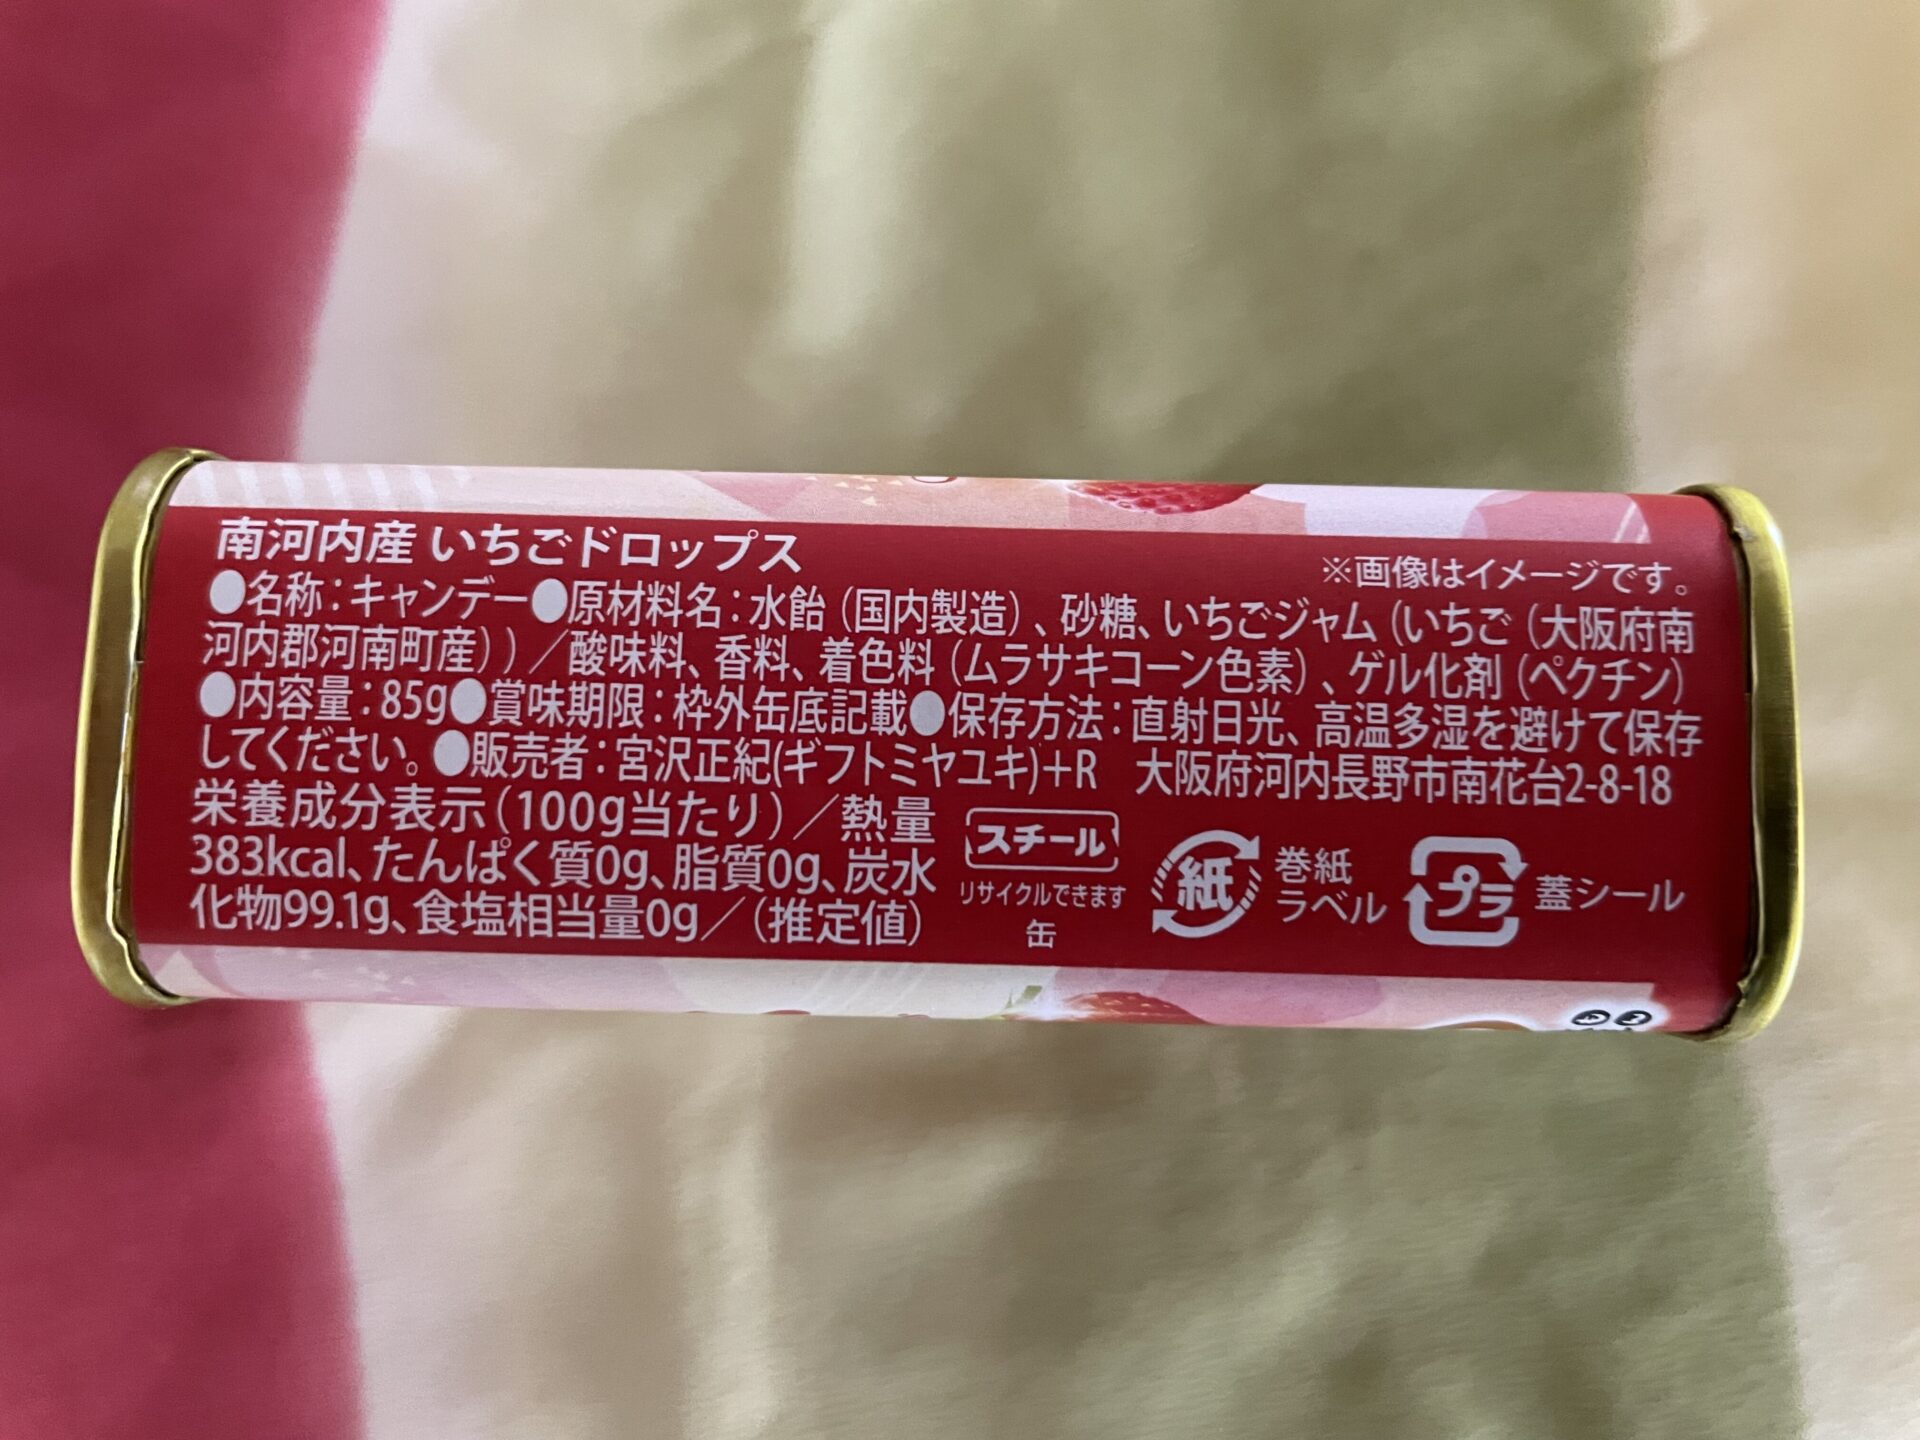 南河内産 いちごドロップス
※画像はイメージです。
●名称：キャンデー●原材料名：水飴（国内製造）、砂糖、いちごジャム（いちご（大阪府南
河内郡河南町産））／酸味料、香料、着色料（ムラサキコーン色素）、ゲル化剤（ペクチン）
●内容量：85g●賞味期限：枠外缶底記載●保存方法：直射日光、高温多湿を避けて保存
してください。●販売者：宮沢正紀(ギフトミヤユキ)+R　大阪府河内長野市南花台2-8-18
栄養成分表示（100g当たり）／熱量
383kcal、たんぱく質0g、脂質0g、炭水
化物99.1g、食塩相当量0g／（推定値）
スチール
リサイクルできます
缶
紙
巻紙
ラベル
プラ
蓋シール